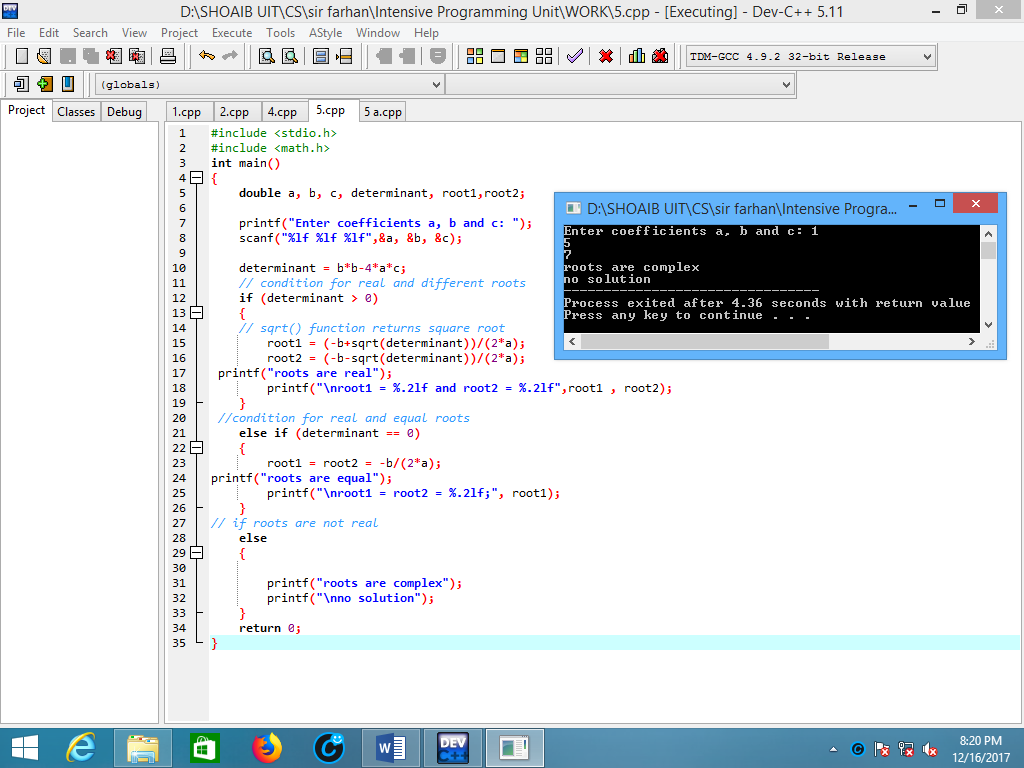 D:\SHOAIB UIT\CS\sir farhan\Intensive Programming Unit\WORK\5.cpp - [Executing] - Dev-C++ 5.11
File Edit Search View Project Execute Tools AStyle Window Help
TDM-GCC 4.9.2 32-bit Release
(globals)
Project Classes Debug
1.cpp 2.cpp 4.cpp 5.cpp 5 a.cpp
1 #include <stdio.h>
2 #include <math.h>
3 int main()
4 {
5 double a, b, c, determinant, root1,root2;
6
7 printf("Enter coefficients a, b and c: ");
8 scanf("%lf %lf %lf",&a, &b, &c);
9
10 determinant = b*b-4*a*c;
11 // condition for real and different roots
12 if (determinant > 0)
13 {
14 // sqrt() function returns square root
15 root1 = (-b+sqrt(determinant))/(2*a);
16 root2 = (-b-sqrt(determinant))/(2*a);
17 printf("roots are real");
18 printf("\nroot1 = %.2lf and root2 = %.2lf",root1 , root2);
19 }
20 //condition for real and equal roots
21 else if (determinant == 0)
22 {
23 root1 = root2 = -b/(2*a);
24 printf("roots are equal");
25 printf("\nroot1 = root2 = %.2lf;", root1);
26 }
27 // if roots are not real
28 else
29 {
30
31 printf("roots are complex");
32 printf("\nno solution");
33 }
34 return 0;
35 }
D:\SHOAIB UIT\CS\sir farhan\Intensive Progra...
Enter coefficients a, b and c: 1
5
7
roots are complex
no solution
--------------------------------
Process exited after 4.36 seconds with return value
Press any key to continue . . .
DEV C++
8:20 PM
12/16/2017